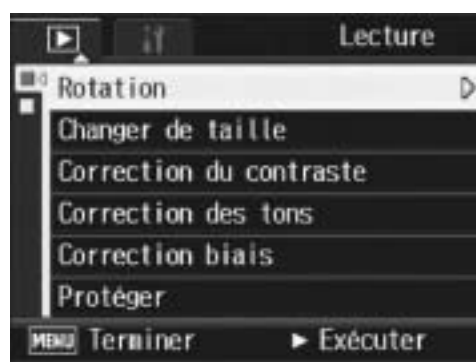 Lecture
Rotation
Changer de taille
Correction du contraste
Correction des tons
Correction biais
Protéger
MENU Terminer ► Exécuter